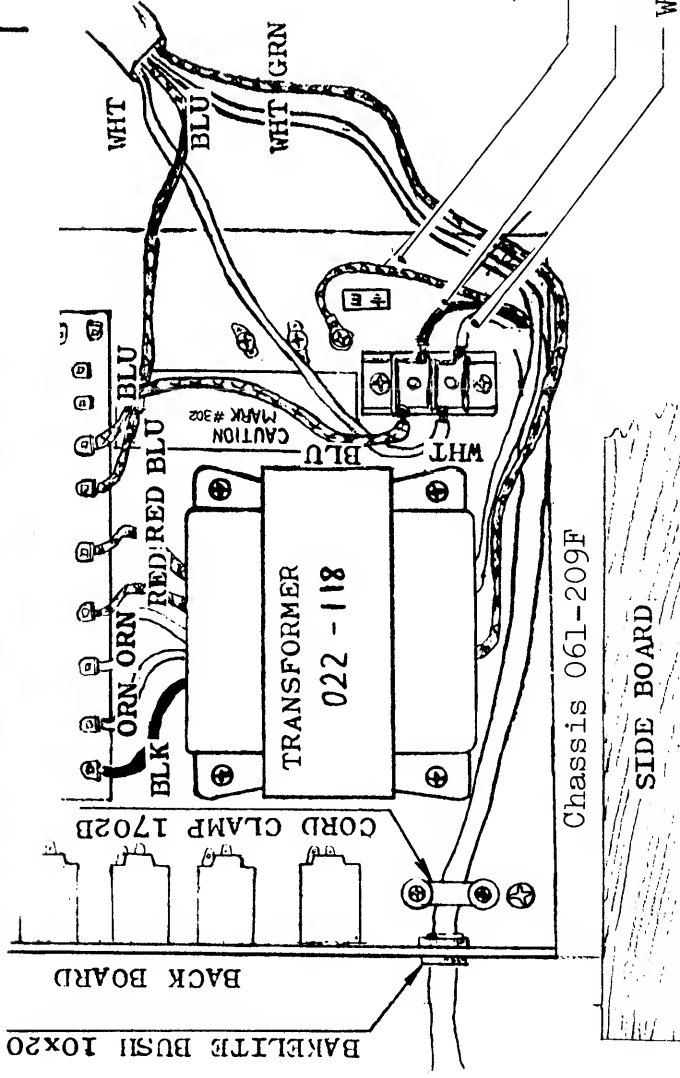 WHT
BLU
WHT
GRN
W
BLU
RED RED BLU
CAUTION
MARK #302
BLU
WHT
ORN ORN
BLK
TRANSFORMER
022-118
CORD CLAMP 1702B
BACK BOARD
BAKELITE BUSH 10x20
Chassis 061-209F
SIDE BOARD